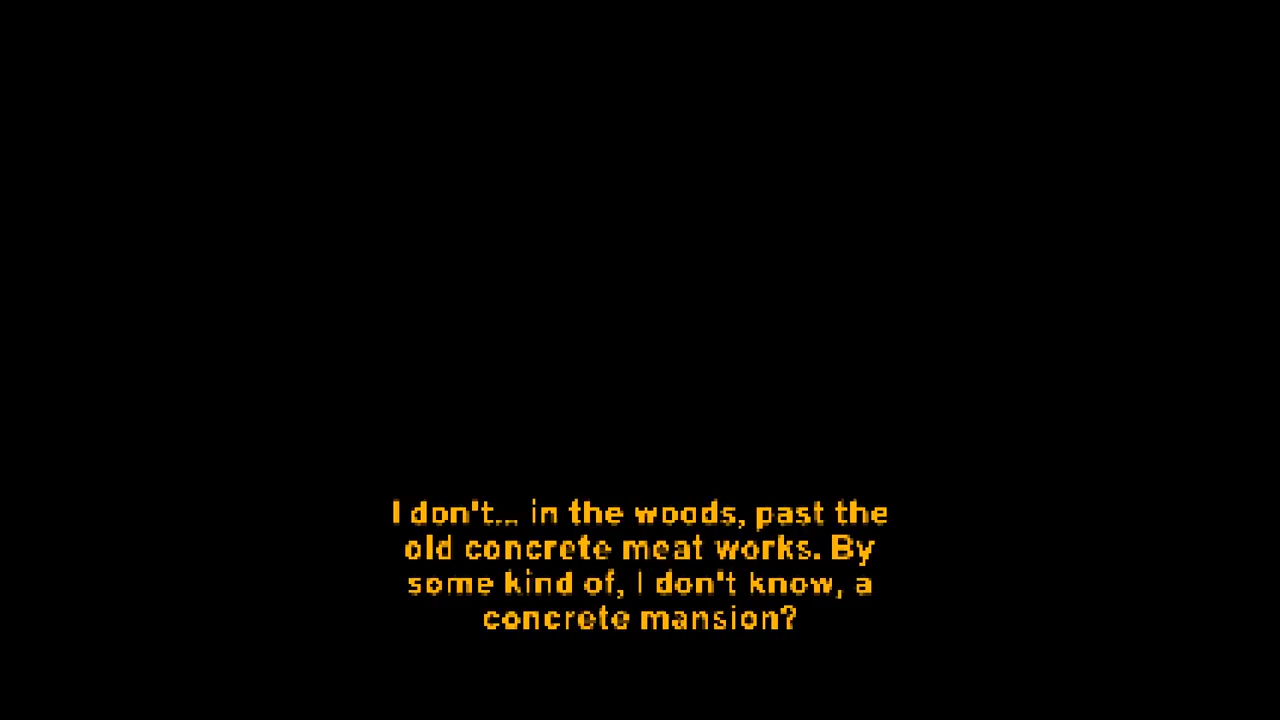 I don't... in the woods, past the
old concrete meat works. By
some kind of, I don't know, a
concrete mansion?